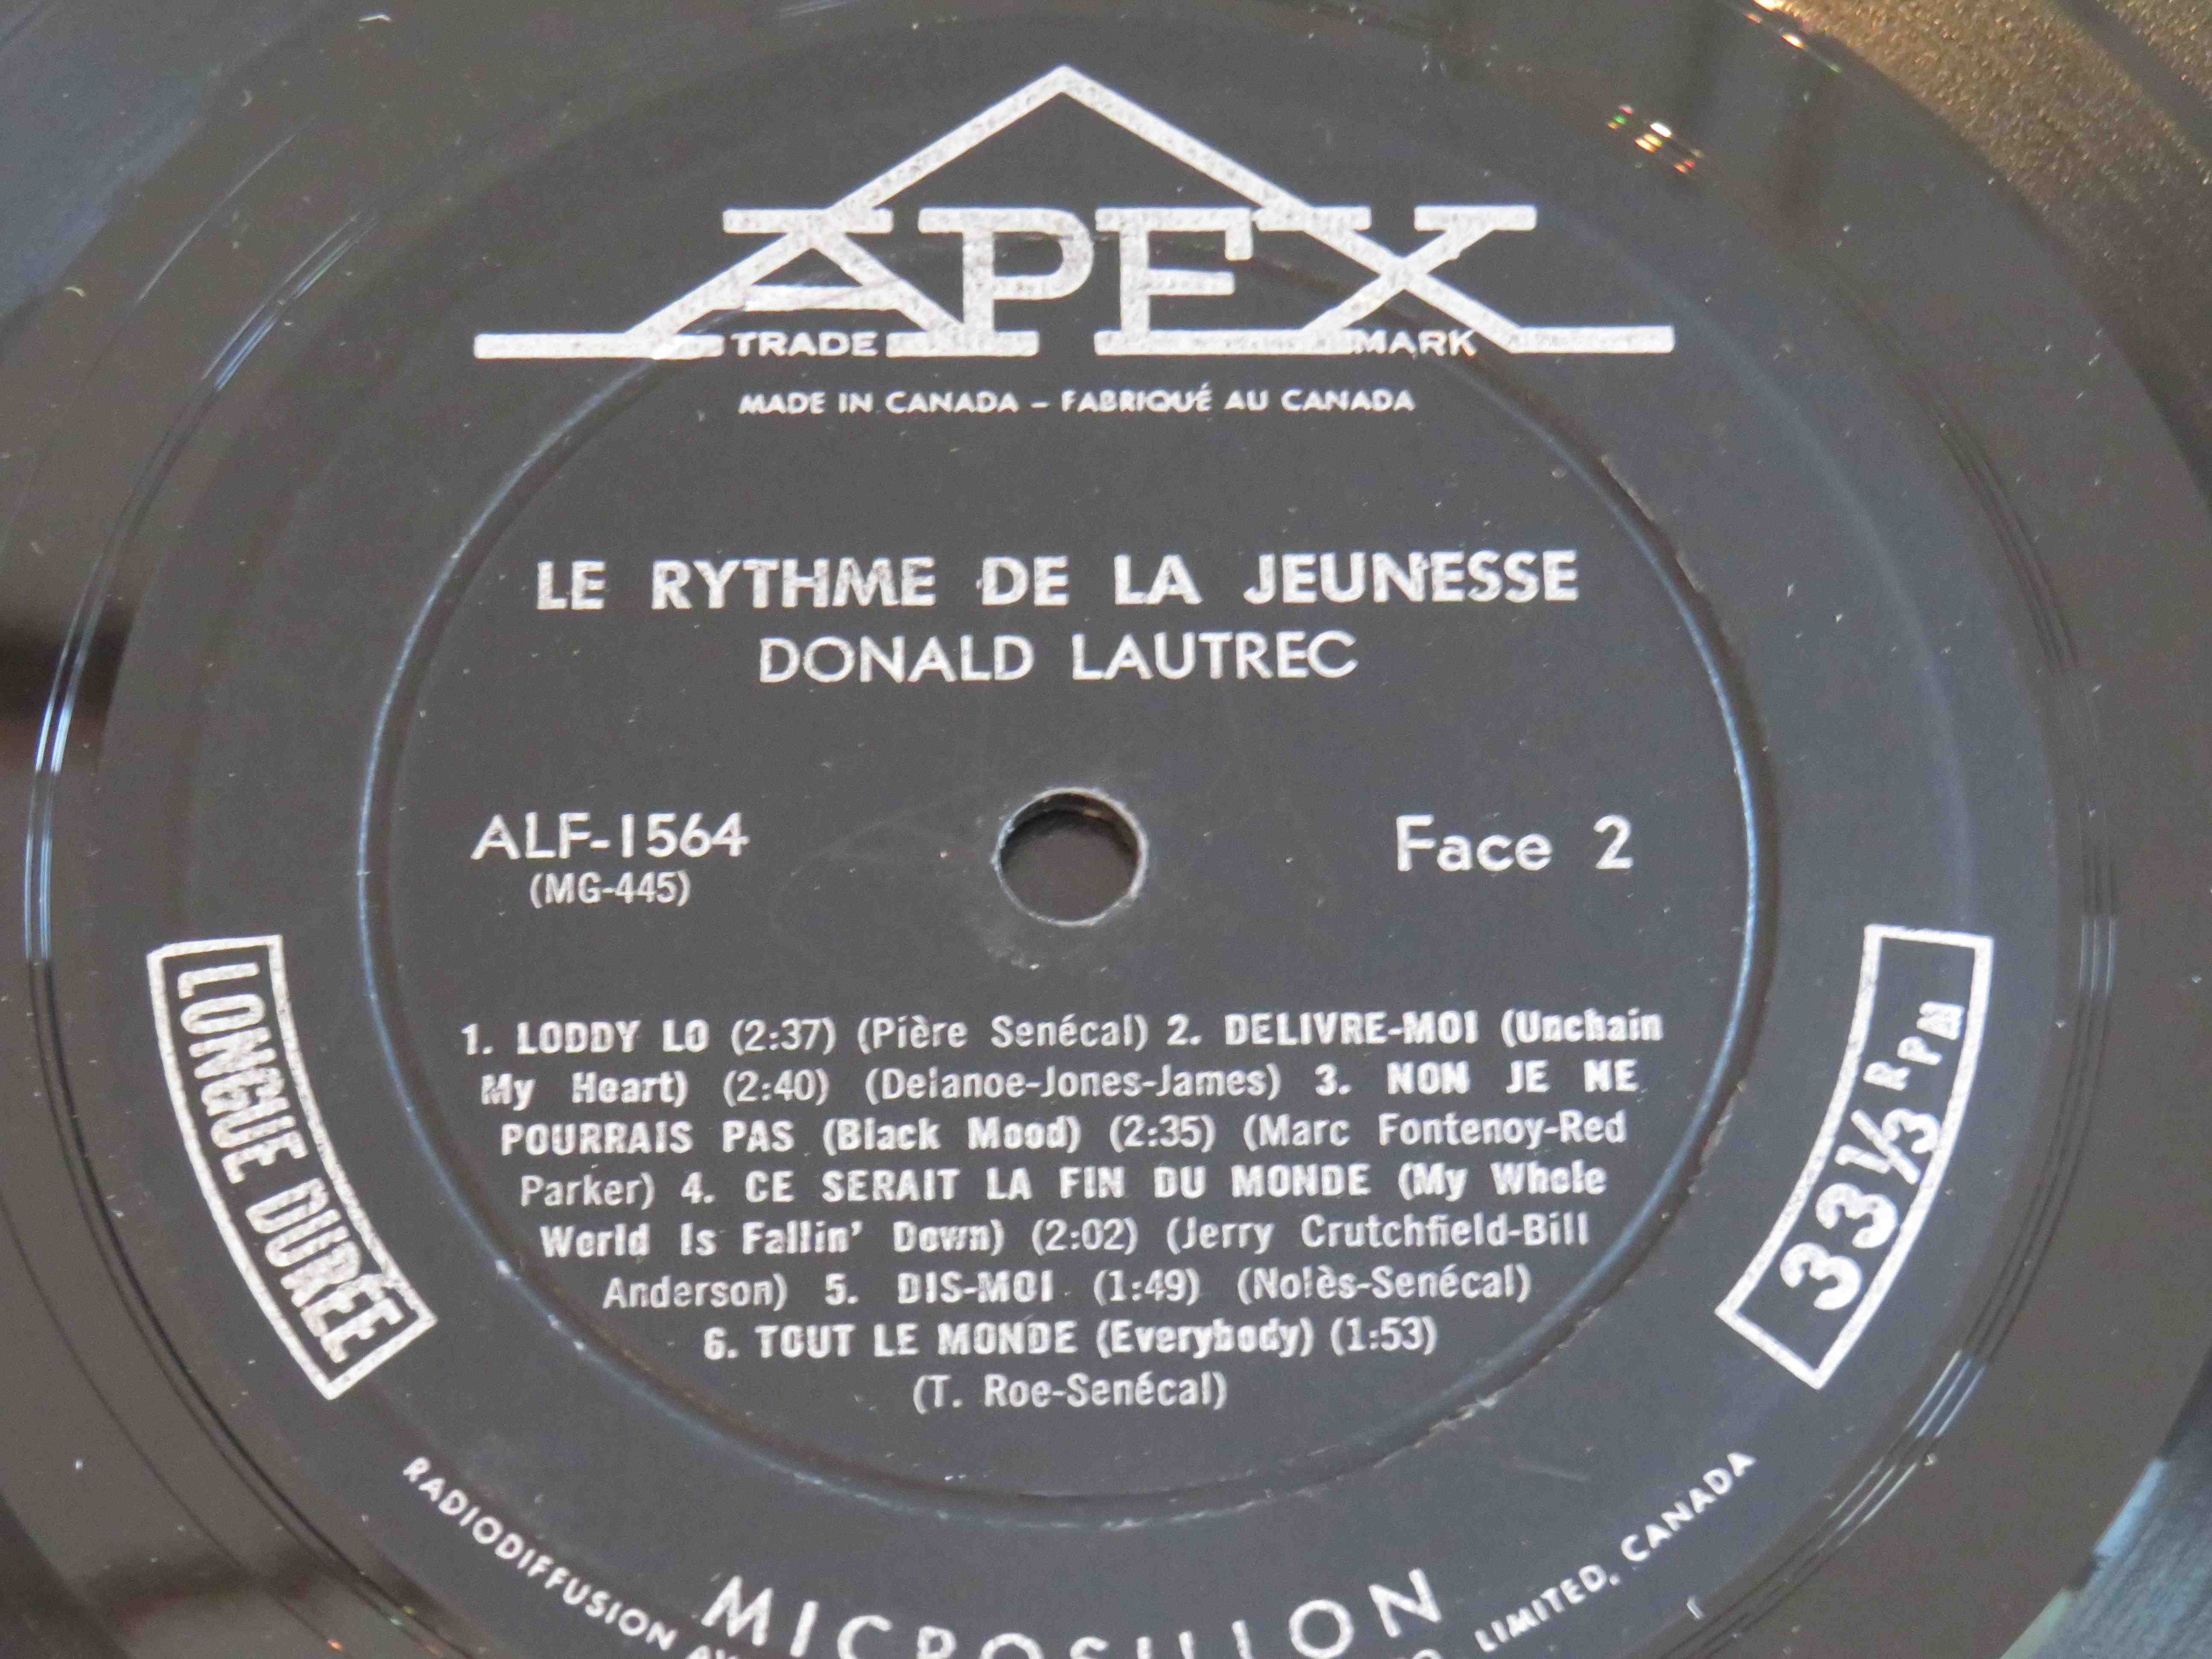 APEX
TRADE MARK
MADE IN CANADA – FABRIQUÉ AU CANADA
LE RYTHME DE LA JEUNESSE
DONALD LAUTREC
ALF-1564
(MG-445)
Face 2
LONGUE DURÉE
33 1/3 RPM
1. LODDY LO (2:37) (Pière Senécal) 2. DELIVRE-MOI (Unchain
My Heart) (2:40) (Delanoe-Jones-James) 3. NON JE NE
POURRAIS PAS (Black Mood) (2:35) (Marc Fontenoy-Red
Parker) 4. CE SERAIT LA FIN DU MONDE (My Whole
World Is Fallin' Down) (2:02) (Jerry Crutchfield-Bill
Anderson) 5. DIS-MOI (1:49) (Nolès-Senécal)
6. TOUT LE MONDE (Everybody) (1:53)
(T. Roe-Senécal)
MICROSILLON
RADIODIFFUSION LIMITED, CANADA